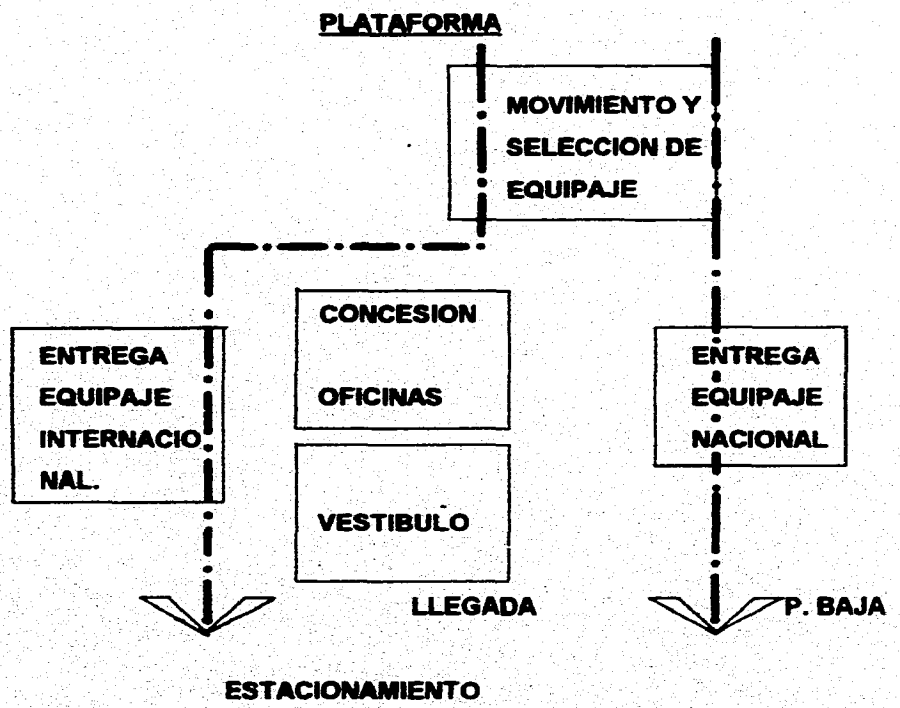 PLATAFORMA
MOVIMIENTO Y
SELECCION DE
EQUIPAJE
CONCESION
OFICINAS
ENTREGA
EQUIPAJE
INTERNACIO
NAL.
ENTREGA
EQUIPAJE
NACIONAL
VESTIBULO
LLEGADA
P. BAJA
ESTACIONAMIENTO